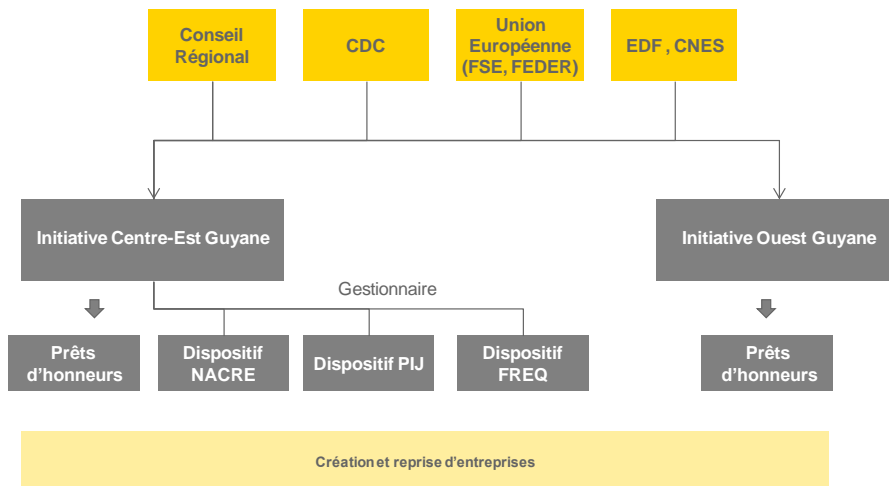 Conseil
Régional
CDC
Union
Européenne
(FSE, FEDER)
EDF , CNES
Initiative Centre-Est Guyane
Initiative Ouest Guyane
Gestionnaire
Prêts
d’honneurs
Dispositif
NACRE
Dispositif PIJ
Dispositif
FREQ
Prêts
d’honneurs
Création et reprise d’entreprises